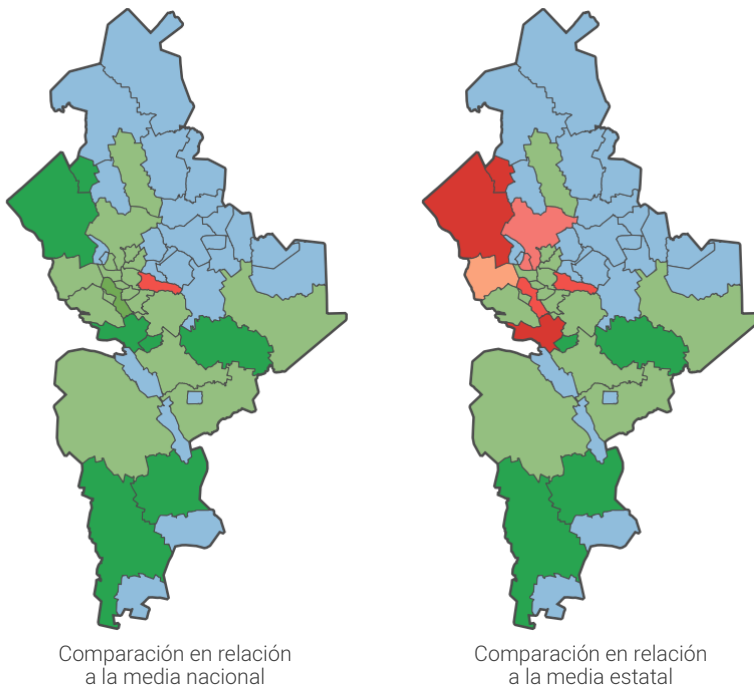 Comparación en relación
a la media nacional
Comparación en relación
a la media estatal